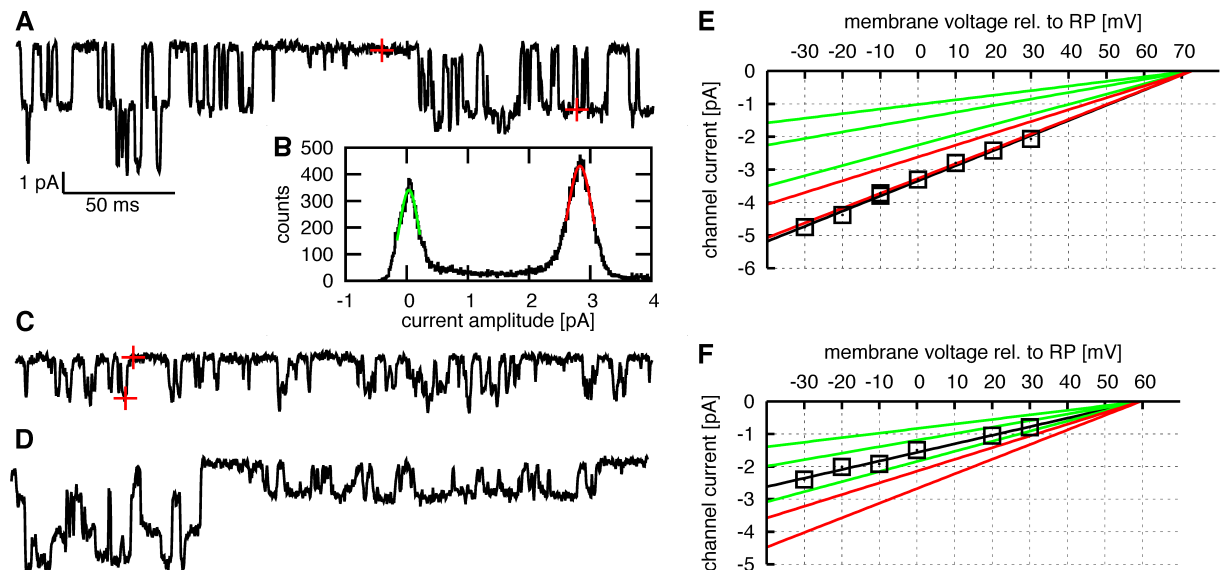 A
1 pA
50 ms
B
500
400
300
200
100
0
counts
-1 0 1 2 3 4
current amplitude [pA]
C
D
E
membrane voltage rel. to RP [mV]
-30 -20 -10 0 10 20 30 40 50 60 70
0
-1
-2
-3
-4
-5
-6
channel current [pA]
F
membrane voltage rel. to RP [mV]
-30 -20 -10 0 10 20 30 40 50 60
0
-1
-2
-3
-4
-5
channel current [pA]